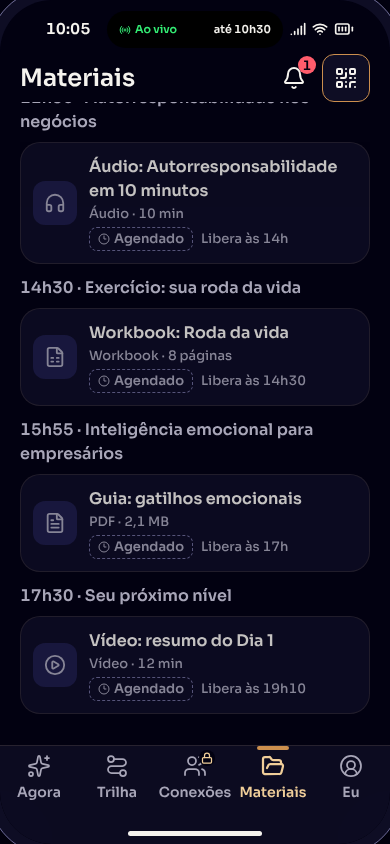 10:05
Ao vivo
até 10h30
Materiais
1
negócios
Áudio: Autorresponsabilidade
em 10 minutos
Áudio · 10 min
Agendado
Libera às 14h
14h30 · Exercício: sua roda da vida
Workbook: Roda da vida
Workbook · 8 páginas
Agendado
Libera às 14h30
15h55 · Inteligência emocional para
empresários
Guia: gatilhos emocionais
PDF · 2,1 MB
Agendado
Libera às 17h
17h30 · Seu próximo nível
Vídeo: resumo do Dia 1
Vídeo · 12 min
Agendado
Libera às 19h10
Agora
Trilha
Conexões
Materiais
Eu